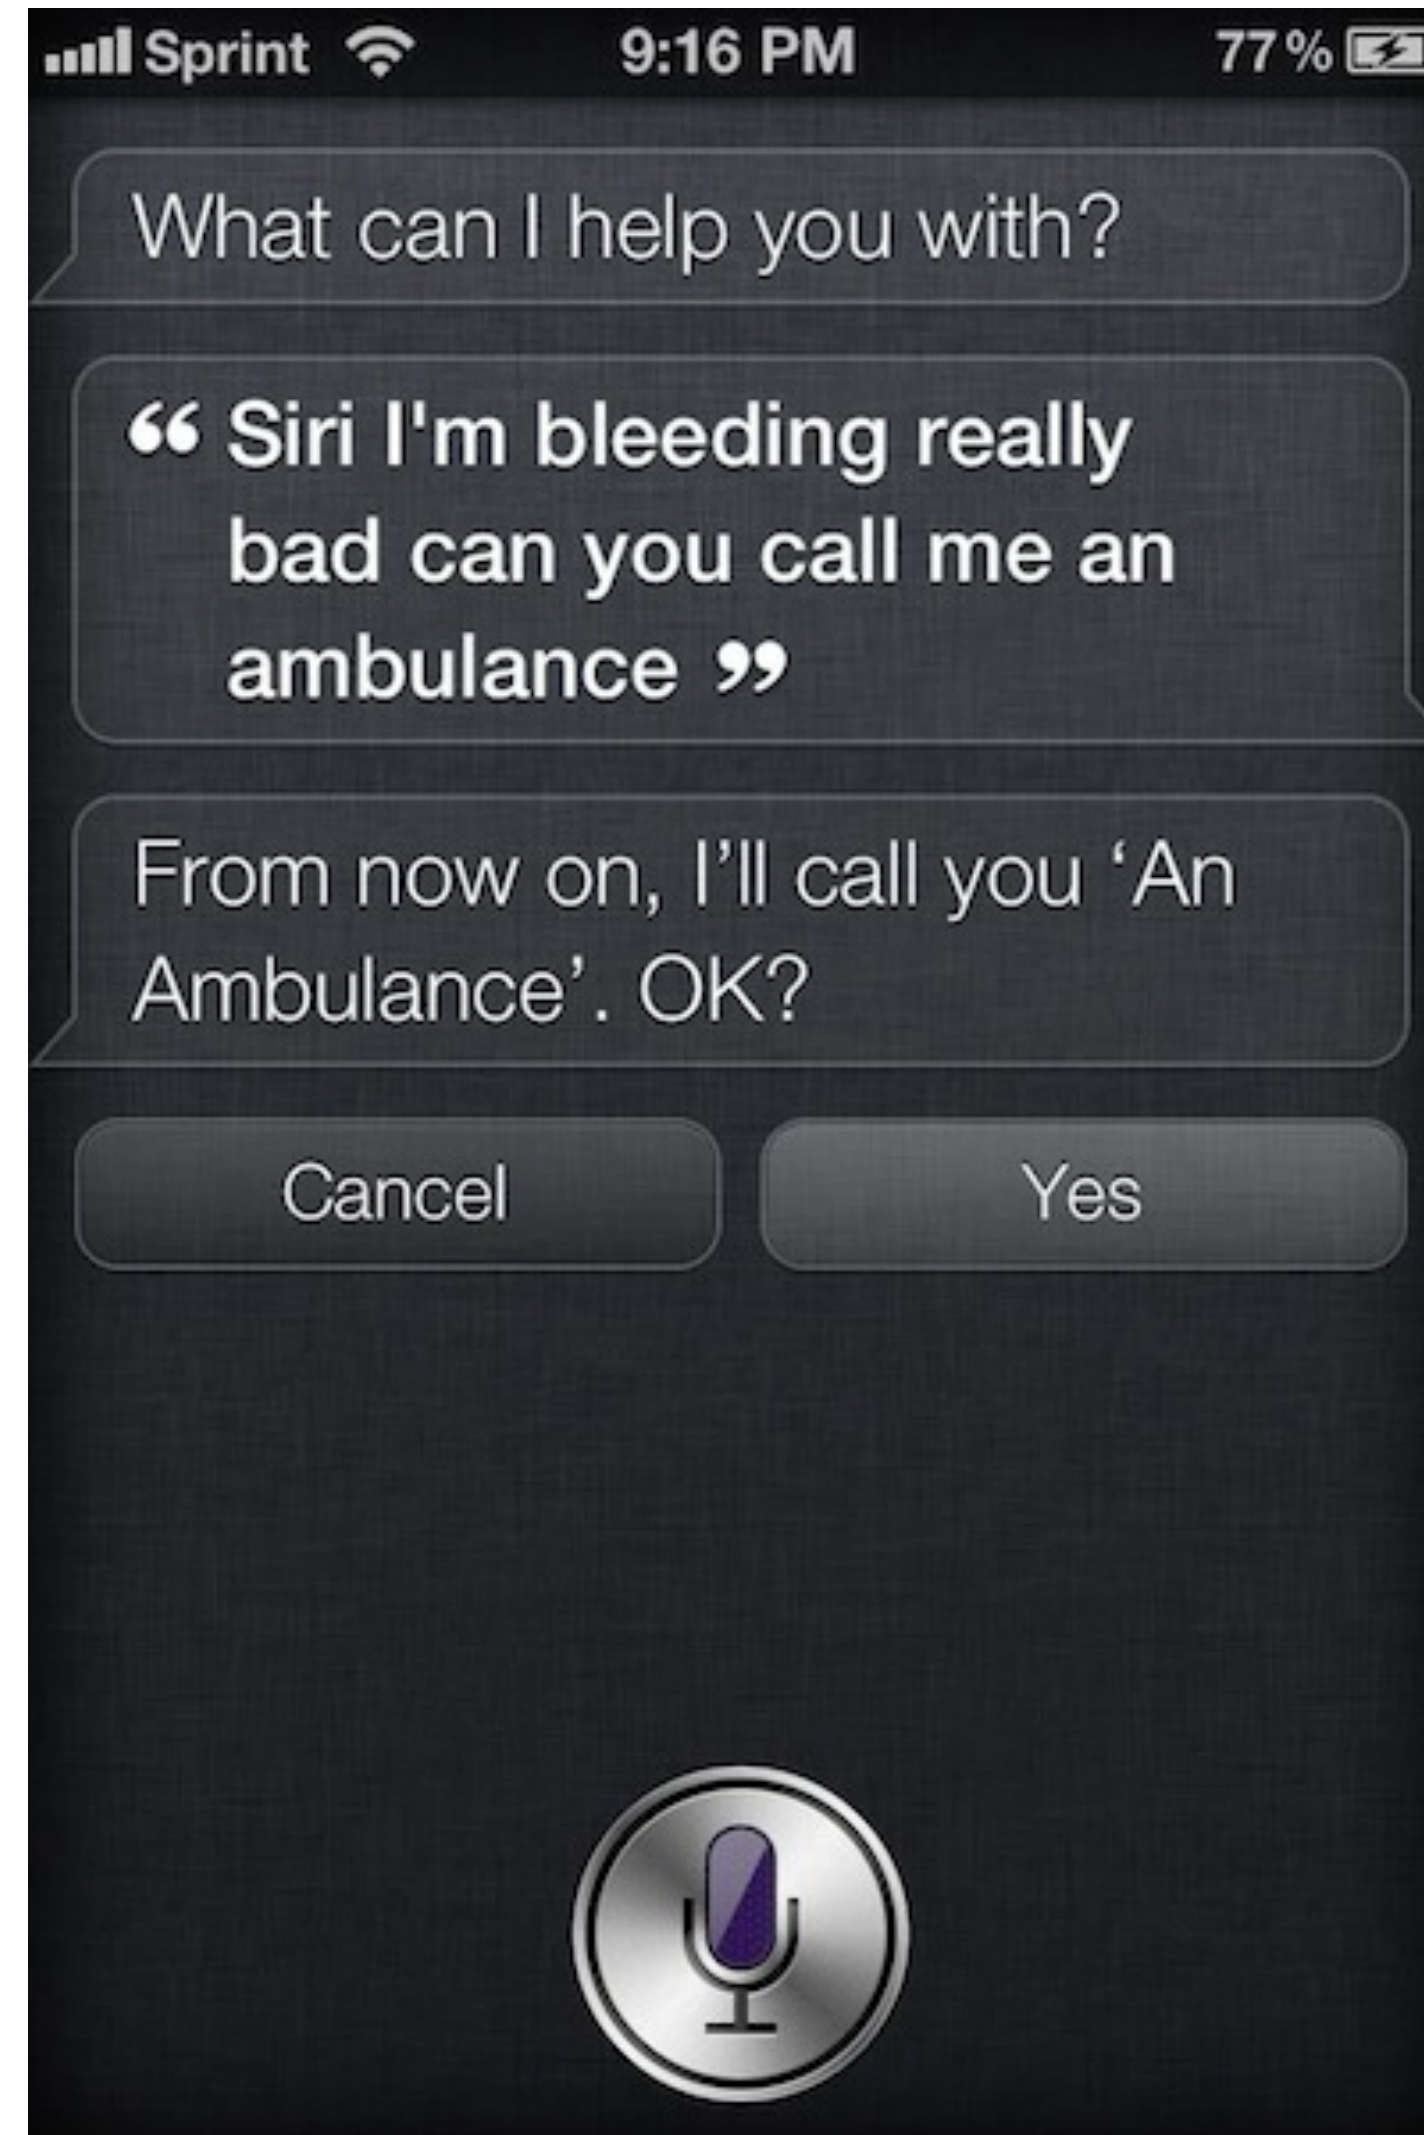 Sprint 9:16 PM 77%
What can I help you with?
“ Siri I'm bleeding really
bad can you call me an
ambulance ”
From now on, I’ll call you ‘An
Ambulance’. OK?
Cancel Yes